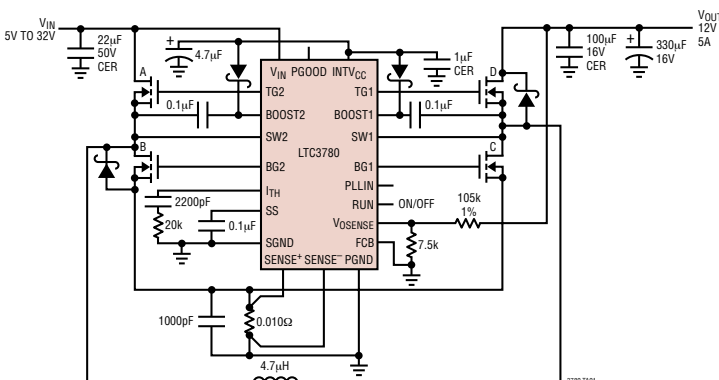 VIN
5V TO 32V
22µF
50V
CER
4.7µF
1µF
CER
100µF
16V
CER
330µF
16V
VOUT
12V
5A
A
B
C
D
0.1µF
0.1µF
VIN PGOOD INTVCC
TG2 TG1
BOOST2 BOOST1
SW2 SW1
LTC3780
BG2 BG1
PLLIN
ITH
RUN
ON/OFF
SS
VOSENSE
SGND
FCB
SENSE+ SENSE− PGND
2200pF
20k
0.1µF
105k
1%
7.5k
1000pF
0.010Ω
4.7µH